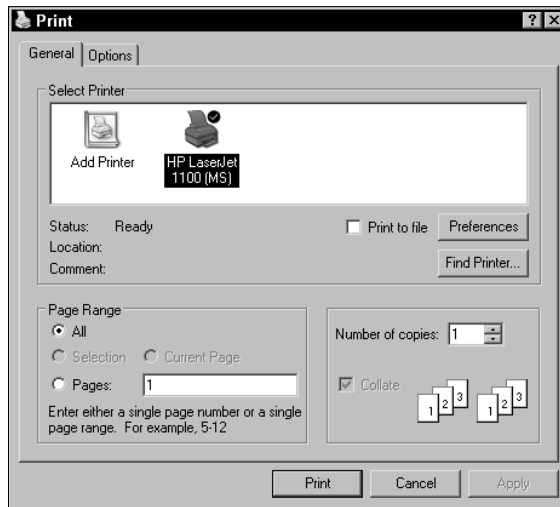 Print
General
Options
Select Printer
Add Printer
HP LaserJet
1100 (MS)
Status: Ready
Print to file
Preferences
Location:
Comment:
Find Printer...
Page Range
All
Selection
Current Page
Pages: 1
Enter either a single page number or a single
page range. For example, 5-12
Number of copies: 1
Collate
1 2 3 1 2 3
Print
Cancel
Apply